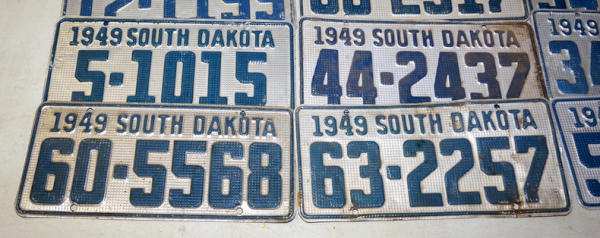 1949 SOUTH DAKOTA
5-1015
1949 SOUTH DAKOTA
44-2437
1949 SOUTH DAKOTA
60-5568
1949 SOUTH DAKOTA
63-2257